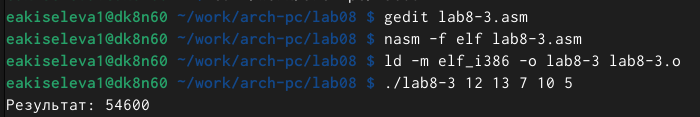 eakiseleva1@dk8n60 ~/work/arch-pc/lab08 $ gedit lab8-3.asm
eakiseleva1@dk8n60 ~/work/arch-pc/lab08 $ nasm -f elf lab8-3.asm
eakiseleva1@dk8n60 ~/work/arch-pc/lab08 $ ld -m elf_i386 -o lab8-3 lab8-3.o
eakiseleva1@dk8n60 ~/work/arch-pc/lab08 $ ./lab8-3 12 13 7 10 5
Результат: 54600